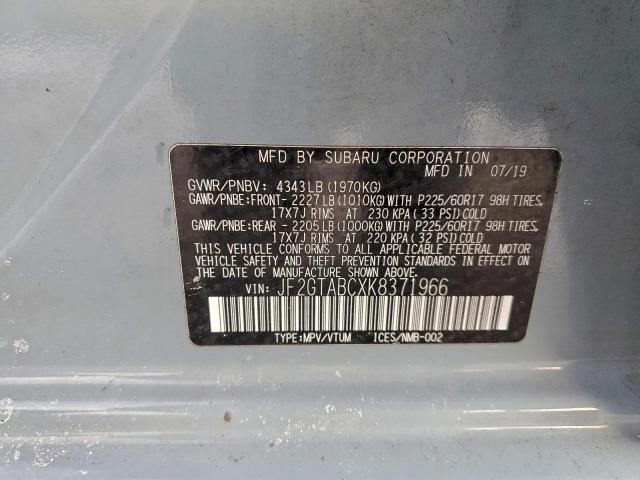 MFD BY SUBARU CORPORATION
MFD IN 07/19
GVWR/PNBV: 4343LB(1970KG)
GAWR/PNBE:FRONT- 2227LB(1010KG)WITH P225/60R17 98H TIRES,
17X7J RIMS AT 230 KPA (33 PSI)COLD
GAWR/PNBE:REAR - 2205LB(1000KG)WITH P225/60R17 98H TIRES,
17X7J RIMS AT 220 KPA (32 PSI)COLD
THIS VEHICLE CONFORMS TO ALL APPLICABLE FEDERAL MOTOR
VEHICLE SAFETY AND THEFT PREVENTION STANDARDS IN EFFECT
ON THE DATE OF MANUFACTURE SHOWN ABOVE.
VIN: JF2GTABCXK8371966
TYPE:MPV/VTUM ICES/NMB-002